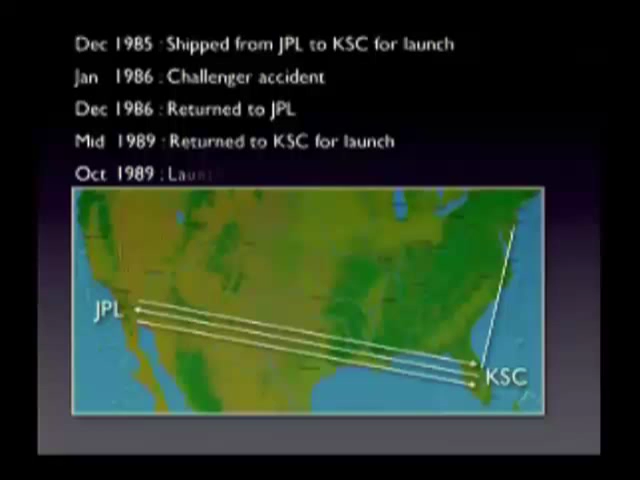 Dec 1985 : Shipped from JPL to KSC for launch
Jan 1986 : Challenger accident
Dec 1986 : Returned to JPL
Mid 1989 : Returned to KSC for launch
Oct 1989 : Laun
JPL
KSC